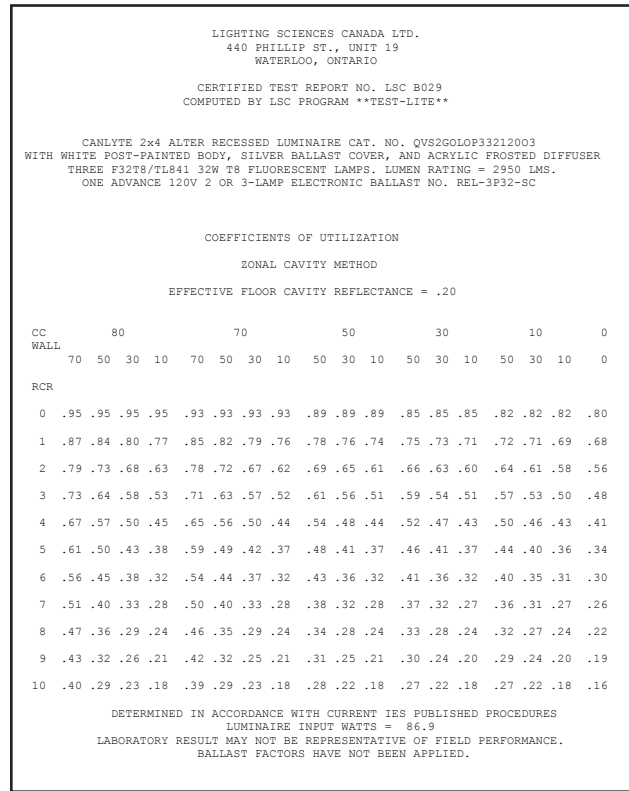 LIGHTING SCIENCES CANADA LTD.
440 PHILLIP ST., UNIT 19
WATERLOO, ONTARIO
CERTIFIED TEST REPORT NO. LSC B029
COMPUTED BY LSC PROGRAM **TEST-LITE**
CANLYTE 2x4 ALTER RECESSED LUMINAIRE CAT. NO. QVS2GOLOP332120O3
WITH WHITE POST-PAINTED BODY, SILVER BALLAST COVER, AND ACRYLIC FROSTED DIFFUSER
THREE F32T8/TL841 32W T8 FLUORESCENT LAMPS. LUMEN RATING = 2950 LMS.
ONE ADVANCE 120V 2 OR 3-LAMP ELECTRONIC BALLAST NO. REL-3P32-SC
COEFFICIENTS OF UTILIZATION
ZONAL CAVITY METHOD
EFFECTIVE FLOOR CAVITY REFLECTANCE = .20
CC 80 70 50 30 10 0
WALL
70 50 30 10 70 50 30 10 50 30 10 50 30 10 50 30 10 0
RCR
0 .95 .95 .95 .95 .93 .93 .93 .93 .89 .89 .89 .85 .85 .85 .82 .82 .82 .80
1 .87 .84 .80 .77 .85 .82 .79 .76 .78 .76 .74 .75 .73 .71 .72 .71 .69 .68
2 .79 .73 .68 .63 .78 .72 .67 .62 .69 .65 .61 .66 .63 .60 .64 .61 .58 .56
3 .73 .64 .58 .53 .71 .63 .57 .52 .61 .56 .51 .59 .54 .51 .57 .53 .50 .48
4 .67 .57 .50 .45 .65 .56 .50 .44 .54 .48 .44 .52 .47 .43 .50 .46 .43 .41
5 .61 .50 .43 .38 .59 .49 .42 .37 .48 .41 .37 .46 .41 .37 .44 .40 .36 .34
6 .56 .45 .38 .32 .54 .44 .37 .32 .43 .36 .32 .41 .36 .32 .40 .35 .31 .30
7 .51 .40 .33 .28 .50 .40 .33 .28 .38 .32 .28 .37 .32 .27 .36 .31 .27 .26
8 .47 .36 .29 .24 .46 .35 .29 .24 .34 .28 .24 .33 .28 .24 .32 .27 .24 .22
9 .43 .32 .26 .21 .42 .32 .25 .21 .31 .25 .21 .30 .24 .20 .29 .24 .20 .19
10 .40 .29 .23 .18 .39 .29 .23 .18 .28 .22 .18 .27 .22 .18 .27 .22 .18 .16
DETERMINED IN ACCORDANCE WITH CURRENT IES PUBLISHED PROCEDURES
LUMINAIRE INPUT WATTS = 86.9
LABORATORY RESULT MAY NOT BE REPRESENTATIVE OF FIELD PERFORMANCE.
BALLAST FACTORS HAVE NOT BEEN APPLIED.